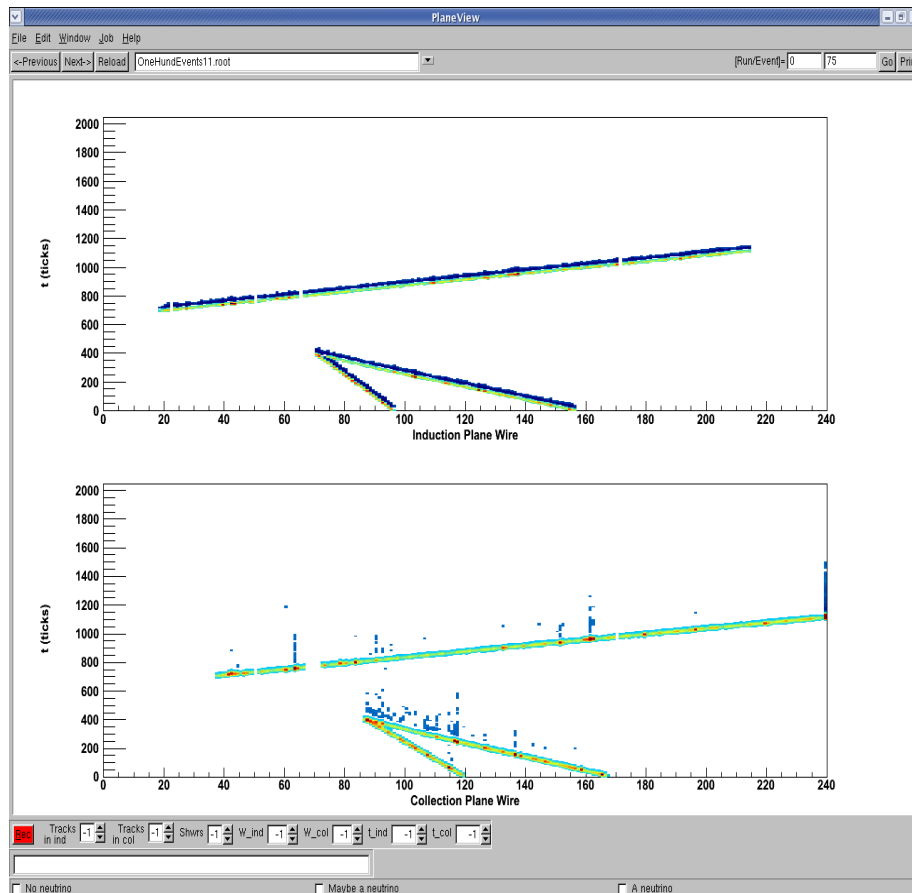 PlaneView
File Edit Window Job Help
<-Previous Next-> Reload OneHundEvents11.root [Run/Event]= 0 75 Go Prin
2000
1800
1600
1400
1200
1000
800
600
400
200
0
t (ticks)
0 20 40 60 80 100 120 140 160 180 200 220 240
Induction Plane Wire
2000
1800
1600
1400
1200
1000
800
600
400
200
0
t (ticks)
0 20 40 60 80 100 120 140 160 180 200 220 240
Collection Plane Wire
Rec Tracks in ind -1 Tracks in col -1 Shwrs -1 W_ind -1 W_col -1 t_ind -1 t_col -1
No neutrino Maybe a neutrino A neutrino